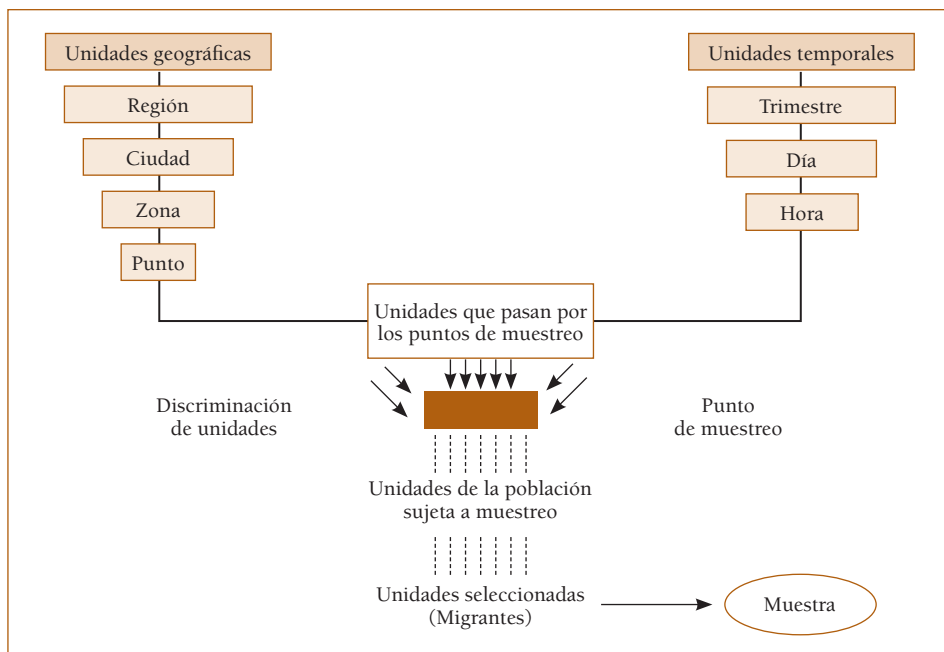 Unidades geográficas
Región
Ciudad
Zona
Punto
Unidades temporales
Trimestre
Día
Hora
Unidades que pasan por
los puntos de muestreo
Discriminación
de unidades
Punto
de muestreo
Unidades de la población
sujeta a muestreo
Unidades seleccionadas
(Migrantes)
Muestra